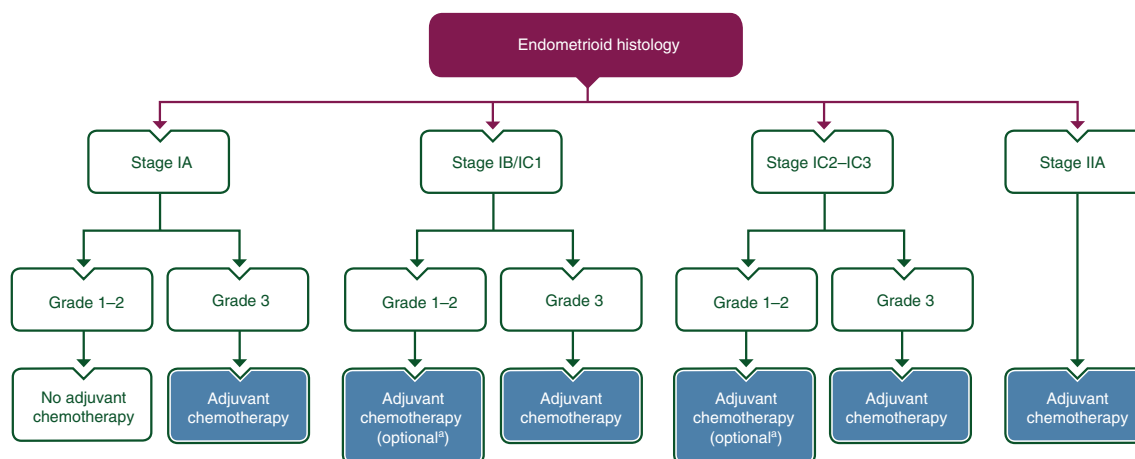 Endometrioid histology
Stage IA
Stage IB/IC1
Stage IC2–IC3
Stage IIA
Grade 1–2
Grade 3
Grade 1–2
Grade 3
Grade 1–2
Grade 3
No adjuvant
chemotherapy
Adjuvant
chemotherapy
Adjuvant
chemotherapy
(optionalᵃ)
Adjuvant
chemotherapy
Adjuvant
chemotherapy
(optionalᵃ)
Adjuvant
chemotherapy
Adjuvant
chemotherapy